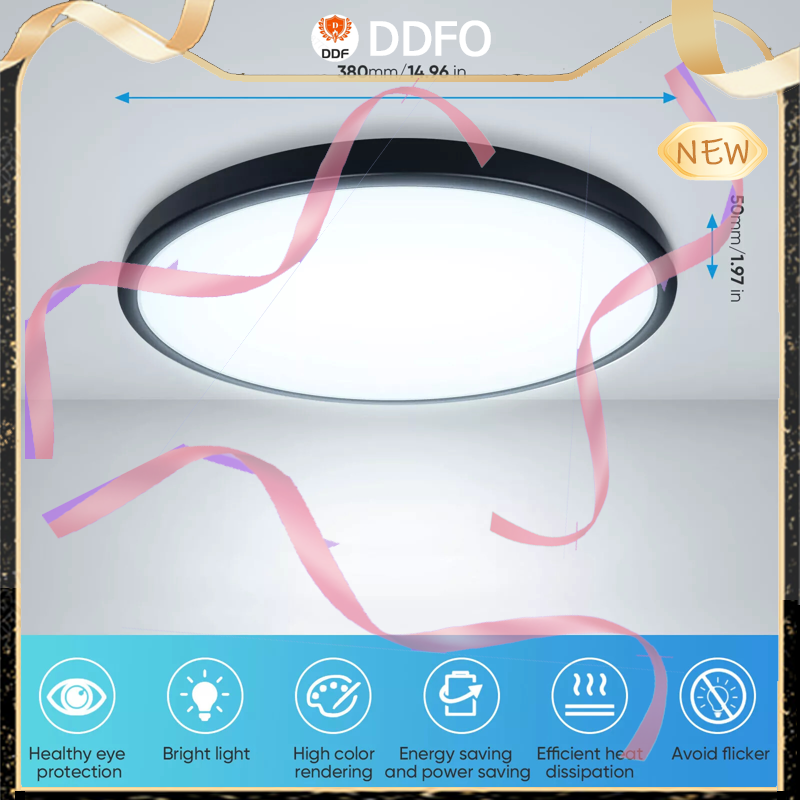 DDF
DDFO
380mm/14.96 in
NEW
50mm/1.97 in
Healthy eye
protection
Bright light
High color
rendering
Energy saving
and power saving
Efficient heat
dissipation
Avoid flicker